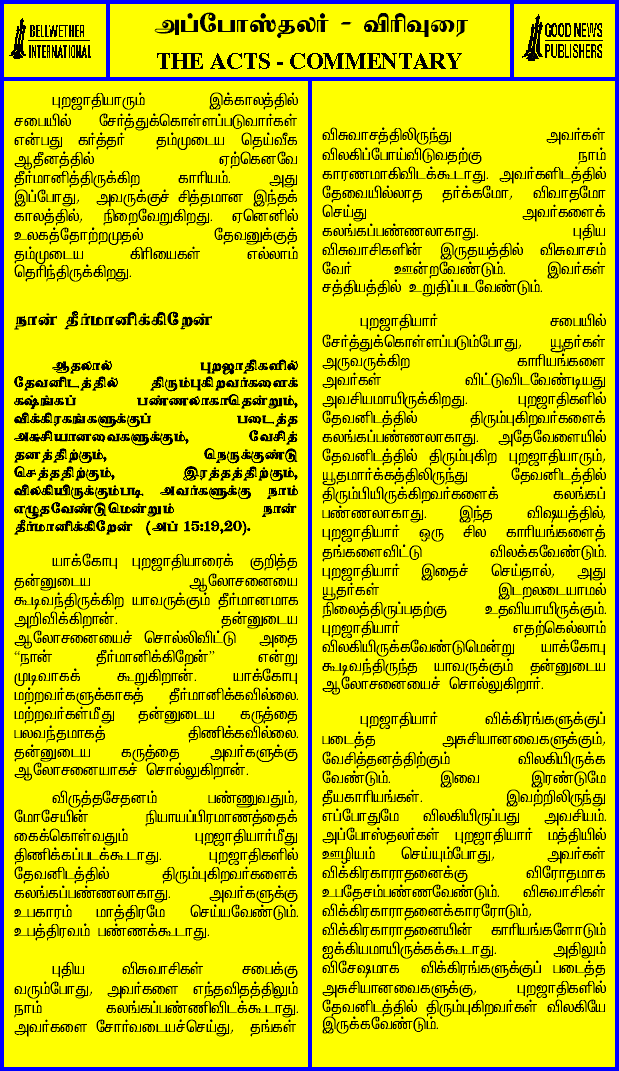 BELLWETHER
INTERNATIONAL
அப்போஸ்தலர் - விரிவுரை
THE ACTS - COMMENTARY
GOOD NEWS
PUBLISHERS
புறஜாதியாரும் இக்காலத்தில்
சபையில் சேர்த்துக்கொள்ளப்படுவார்கள்
என்பது கர்த்தர் தம்முடைய தெய்வீக
ஆதீனத்தில் ஏற்கெனவே
தீர்மானித்திருக்கிற காரியம். அது
இப்போது, அவருக்குச் சித்தமான இந்தக்
காலத்தில், நிறைவேறுகிறது. ஏனெனில்
உலகத்தோற்றமுதல் தேவனுக்குத்
தம்முடைய கிரியைகள் எல்லாம்
தெரிந்திருக்கிறது.
நான் தீர்மானிக்கிறேன்
ஆதலால் புறஜாதிகளில்
தேவனிடத்தில் திரும்புகிறவர்களைக்
கஷ்ங்கப் பண்ணலாகாதென்றும்,
விக்கிரகங்களுக்குப் படைத்த
அசுசியானவைகளுக்கும், வேசித்
தனத்திற்கும், நெருக்குண்டு
செத்ததிற்கும், இரத்தத்திற்கும்,
விலகியிருக்கும்படி அவர்களுக்கு நாம்
எழுதவேண்டுமென்றும் நான்
தீர்மானிக்கிறேன் (அப் 15:19,20).
யாக்கோபு புறஜாதியாரைக் குறித்த
தன்னுடைய ஆலோசனையை
கூடிவந்திருக்கிற யாவருக்கும் தீர்மானமாக
அறிவிக்கிறான். தன்னுடைய
ஆலோசனையைச் சொல்லிவிட்டு அதை
“நான் தீர்மானிக்கிறேன்” என்று
முடிவாகக் கூறுகிறான். யாக்கோபு
மற்றவர்களுக்காகத் தீர்மானிக்கவில்லை.
மற்றவர்கள்மீது தன்னுடைய கருத்தை
பலவந்தமாகத் திணிக்கவில்லை.
தன்னுடைய கருத்தை அவர்களுக்கு
ஆலோசனையாகச் சொல்லுகிறான்.
விருத்தசேதனம் பண்ணுவதும்,
மோசேயின் நியாயப்பிரமாணத்தைக்
கைக்கொள்வதும் புறஜாதியார்மீது
திணிக்கப்படக்கூடாது. புறஜாதிகளில்
தேவனிடத்தில் திரும்புகிறவர்களைக்
கலங்கப்பண்ணலாகாது. அவர்களுக்கு
உபகாரம் மாத்திரமே செய்யவேண்டும்.
உபத்திரவம் பண்ணக்கூடாது.
புதிய விசுவாசிகள் சபைக்கு
வரும்போது, அவர்களை எந்தவிதத்திலும்
நாம் கலங்கப்பண்ணிவிடக்கூடாது.
அவர்களை சோர்வடையச்செய்து, தங்கள்
விசுவாசத்திலிருந்து அவர்கள்
விலகிப்போய்விடுவதற்கு நாம்
காரணமாகிவிடக்கூடாது. அவர்களிடத்தில்
தேவையில்லாத தர்க்கமோ, விவாதமோ
செய்து அவர்களைக்
கலங்கப்பண்ணலாகாது. புதிய
விசுவாசிகளின் இருதயத்தில் விசுவாசம்
வேர் ஊன்றவேண்டும். இவர்கள்
சத்தியத்தில் உறுதிப்படவேண்டும்.
புறஜாதியார் சபையில்
சேர்த்துக்கொள்ளப்படும்போது, யூதர்கள்
அருவருக்கிற காரியங்களை
அவர்கள் விட்டுவிடவேண்டியது
அவசியமாயிருக்கிறது. புறஜாதிகளில்
தேவனிடத்தில் திரும்புகிறவர்களைக்
கலங்கப்பண்ணலாகாது. அதேவேளையில்
தேவனிடத்தில் திரும்புகிற புறஜாதியாரும்,
யூதமார்க்கத்திலிருந்து தேவனிடத்தில்
திரும்பியிருக்கிறவர்களைக் கலங்கப்
பண்ணலாகாது. இந்த விஷயத்தில்,
புறஜாதியார் ஒரு சில காரியங்களைத்
தங்களைவிட்டு விலக்கவேண்டும்.
புறஜாதியார் இதைச் செய்தால், அது
யூதர்கள் இடறலடையாமல்
நிலைத்திருப்பதற்கு உதவியாயிருக்கும்.
புறஜாதியார் எதற்கெல்லாம்
விலகியிருக்கவேண்டுமென்று யாக்கோபு
கூடிவந்திருந்த யாவருக்கும் தன்னுடைய
ஆலோசனையைச் சொல்லுகிறார்.
புறஜாதியார் விக்கிரங்களுக்குப்
படைத்த அசுசியானவைகளுக்கும்,
வேசித்தனத்திற்கும் விலகியிருக்க
வேண்டும். இவை இரண்டுமே
தீயகாரியங்கள். இவற்றிலிருந்து
எப்போதுமே விலகியிருப்பது அவசியம்.
அப்போஸ்தலர்கள் புறஜாதியார் மத்தியில்
ஊழியம் செய்யும்போது, அவர்கள்
விக்கிரகாராதனைக்கு விரோதமாக
உபதேசம்பண்ணவேண்டும். விசுவாசிகள்
விக்கிரகாராதனைக்காரரோடும்,
விக்கிரகாராதனையின் காரியங்களோடும்
ஐக்கியமாயிருக்கக்கூடாது. அதிலும்
விசேஷமாக விக்கிரங்களுக்குப் படைத்த
அசுசியானவைகளுக்கு, புறஜாதிகளில்
தேவனிடத்தில் திரும்புகிறவர்கள் விலகியே
இருக்கவேண்டும்.